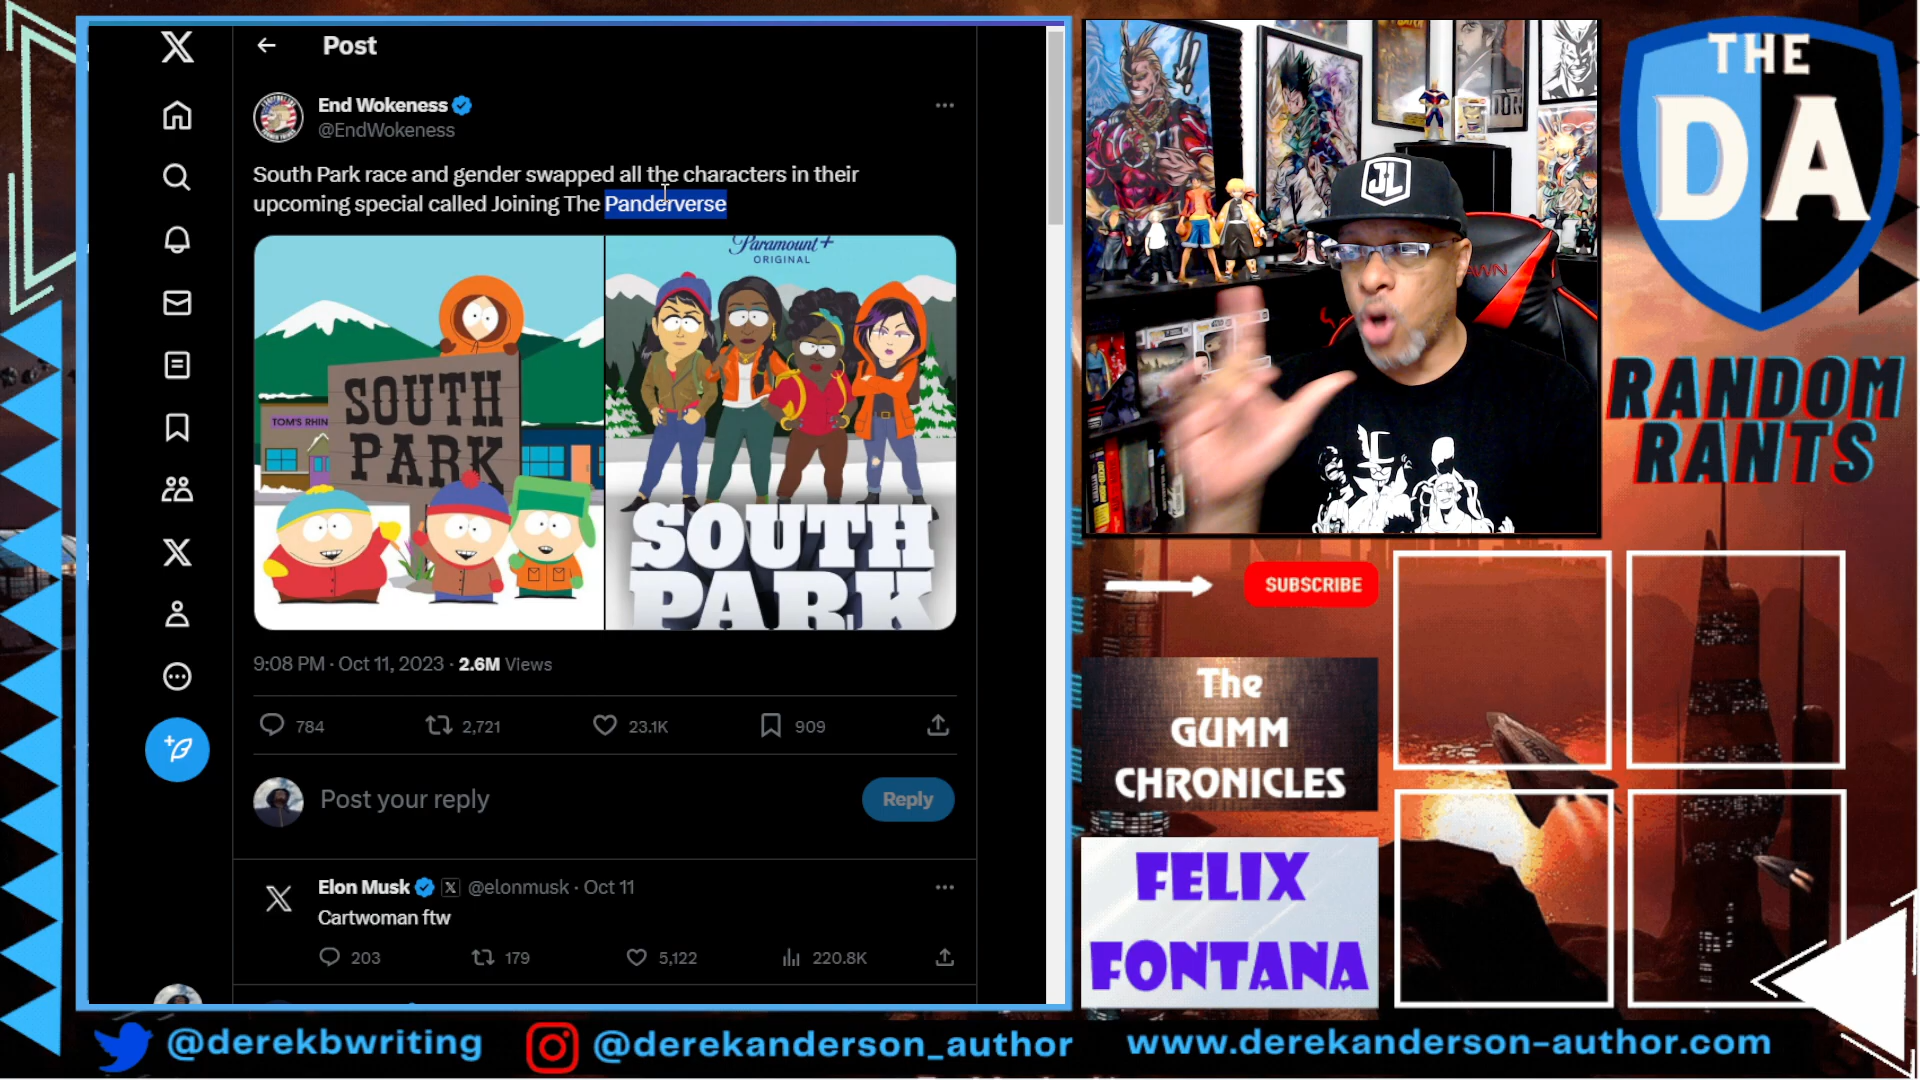 Post
End Wokeness
@EndWokeness
South Park race and gender swapped all the characters in their
upcoming special called Joining The Panderverse
TOM'S RHIN
SOUTH
PARK
Paramount+
ORIGINAL
SOUTH
PARK
9:08 PM · Oct 11, 2023 · 2.6M Views
784
2,721
23.1K
909
Post your reply
Reply
Elon Musk @elonmusk · Oct 11
Cartwoman ftw
203
179
5,122
220.8K
JL
THE
DA
RANDOM
RANTS
SUBSCRIBE
The
GUMM
CHRONICLES
FELIX
FONTANA
@derekbwriting
@derekanderson_author
www.derekanderson-author.com